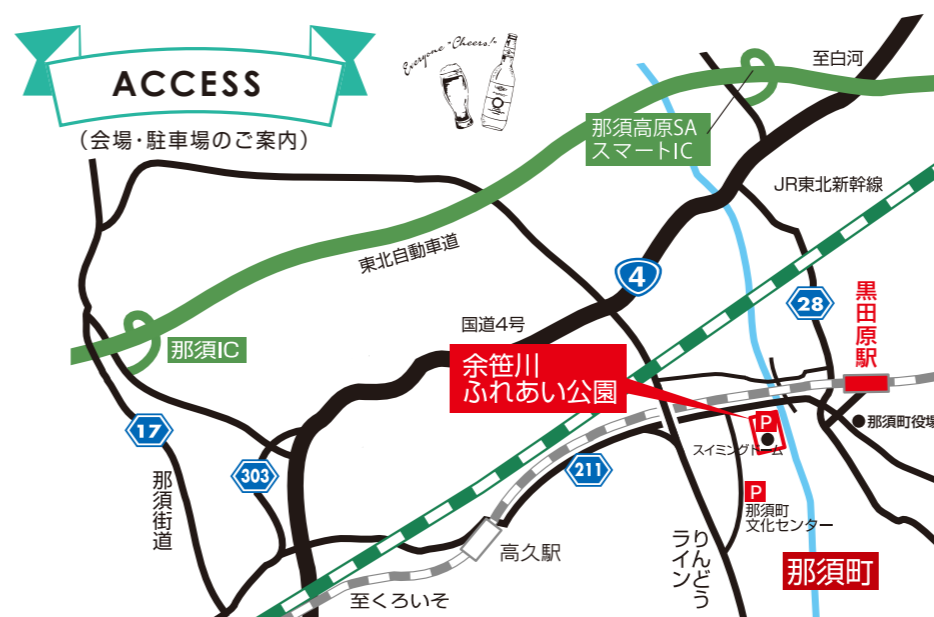 ACCESS
(会場・駐車場のご案内)
Everyone "Cheers!"
至白河
那須高原SA
スマートIC
JR東北新幹線
東北自動車道
4
28
黒田原駅
国道4号
那須IC
余笹川
ふれあい公園
P
那須町役場
スイミングドーム
17
303
211
那須街道
P
那須町
文化センター
高久駅
りんどう
ライン
那須町
至くろいそ